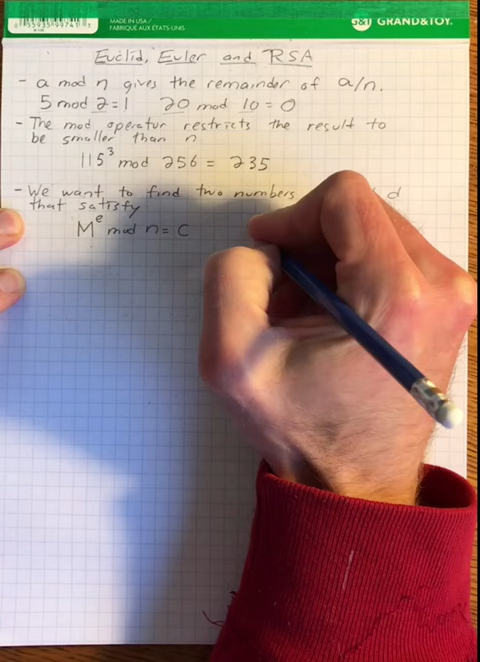 MADE IN USA /
FABRIQUE AUX ÉTATS-UNIS
G&T GRAND&TOY.
Euclid, Euler and RSA
- a mod n gives the remainder of a/n.
5 mod 2=1 20 mod 10=0
- The mod operator restricts the result to
be smaller than n
115³ mod 256 = 235
- We want to find two numbers d
that satisfy
Mᵉ mod n = C